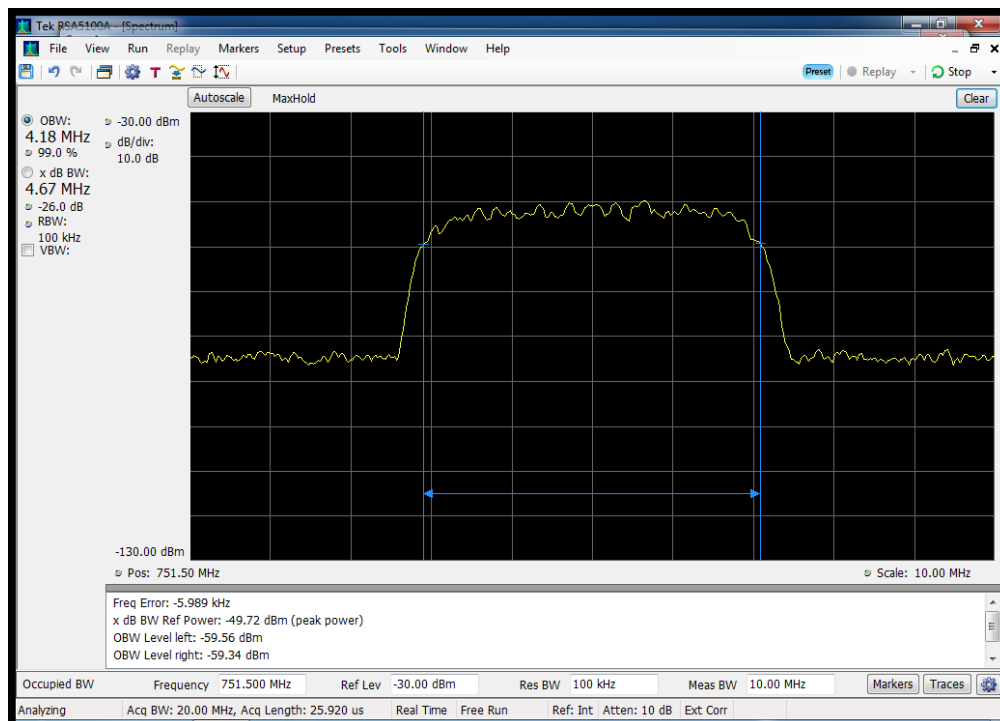 Tek RSA5100A - [Spectrum]
File View Run Replay Markers Setup Presets Tools Window Help
T Preset Replay Stop
Autoscale MaxHold Clear
OBW:
4.18 MHz
99.0 %
x dB BW:
4.67 MHz
-26.0 dB
RBW:
100 kHz
VBW:
-30.00 dBm
dB/div:
10.0 dB
-130.00 dBm
Pos: 751.50 MHz Scale: 10.00 MHz
Freq Error: -5.989 kHz
x dB BW Ref Power: -49.72 dBm (peak power)
OBW Level left: -59.56 dBm
OBW Level right: -59.34 dBm
Occupied BW Frequency 751.500 MHz Ref Lev -30.00 dBm Res BW 100 kHz Meas BW 10.00 MHz Markers Traces
Analyzing Acq BW: 20.00 MHz, Acq Length: 25.920 us Real Time Free Run Ref: Int Atten: 10 dB Ext Corr